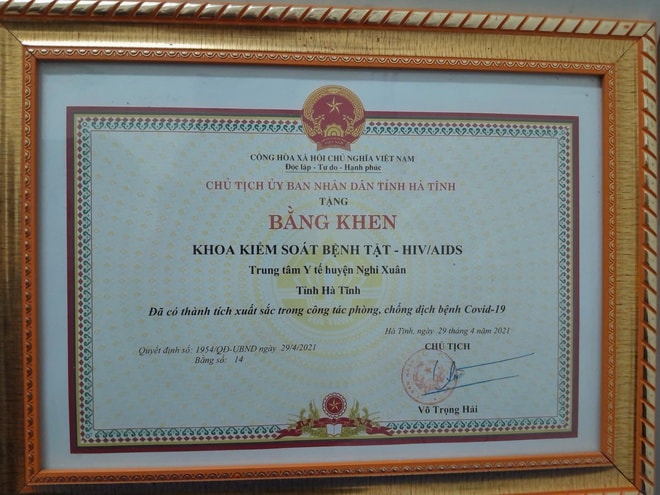 CỘNG HÒA XÃ HỘI CHỦ NGHĨA VIỆT NAM
Độc lập - Tự do - Hạnh phúc
CHỦ TỊCH ỦY BAN NHÂN DÂN TỈNH HÀ TĨNH
TẶNG
BẰNG KHEN
KHOA KIỂM SOÁT BỆNH TẬT - HIV/AIDS
Trung tâm Y tế huyện Nghi Xuân
Tỉnh Hà Tĩnh
Đã có thành tích xuất sắc trong công tác phòng, chống dịch bệnh Covid-19
Hà Tĩnh, ngày 29 tháng 4 năm 2021
Quyết định số: 1954/QĐ-UBND ngày 29/4/2021
Bằng số: 14
CHỦ TỊCH
Võ Trọng Hải